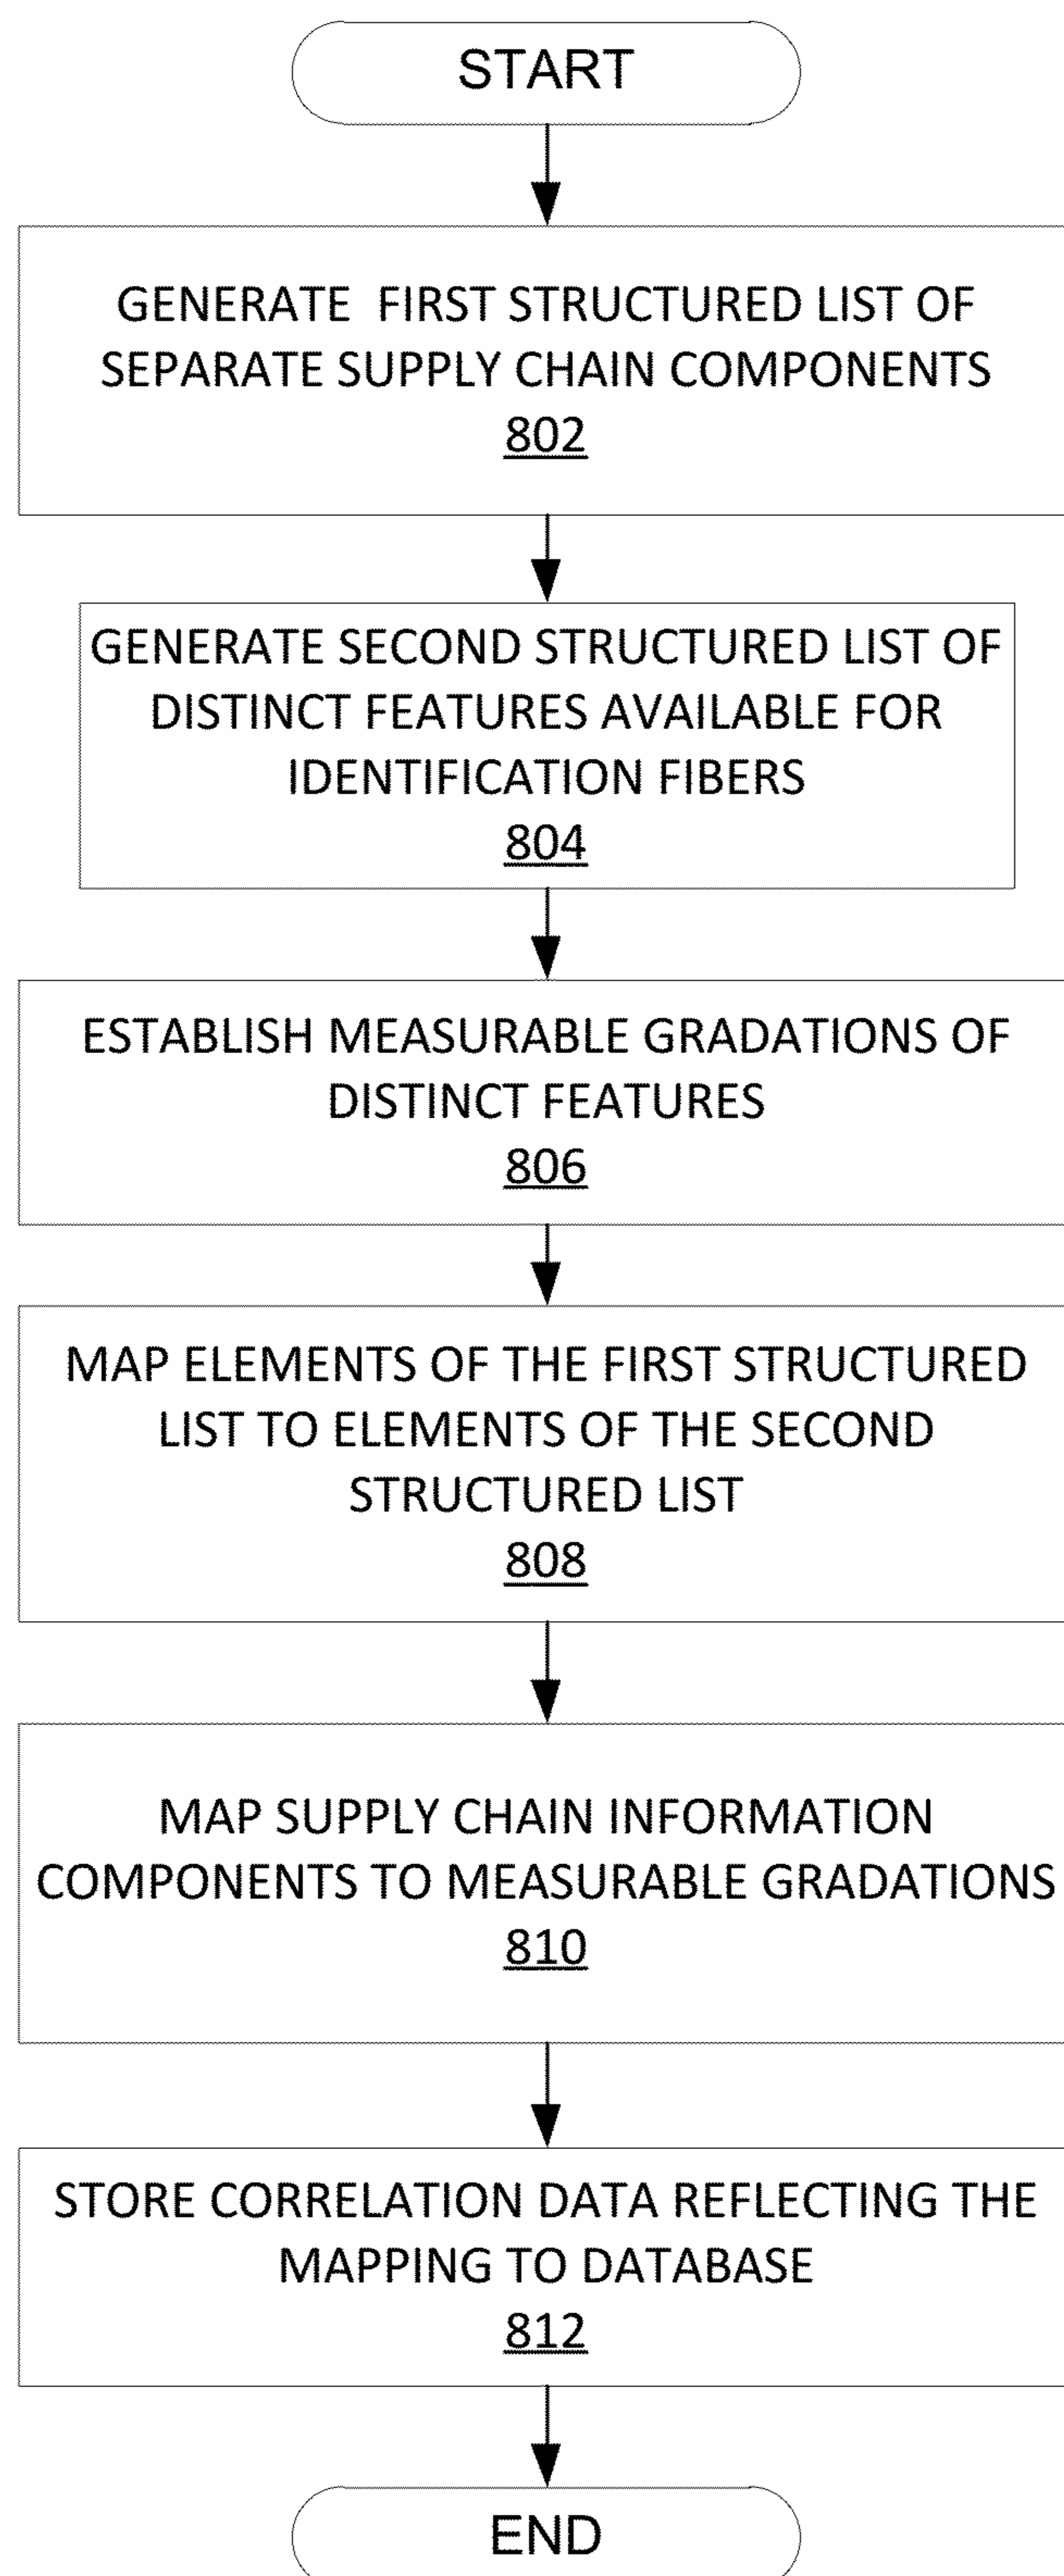 START
GENERATE FIRST STRUCTURED LIST OF
SEPARATE SUPPLY CHAIN COMPONENTS
802
GENERATE SECOND STRUCTURED LIST OF
DISTINCT FEATURES AVAILABLE FOR
IDENTIFICATION FIBERS
804
ESTABLISH MEASURABLE GRADATIONS OF
DISTINCT FEATURES
806
MAP ELEMENTS OF THE FIRST STRUCTURED
LIST TO ELEMENTS OF THE SECOND
STRUCTURED LIST
808
MAP SUPPLY CHAIN INFORMATION
COMPONENTS TO MEASURABLE GRADATIONS
810
STORE CORRELATION DATA REFLECTING THE
MAPPING TO DATABASE
812
END